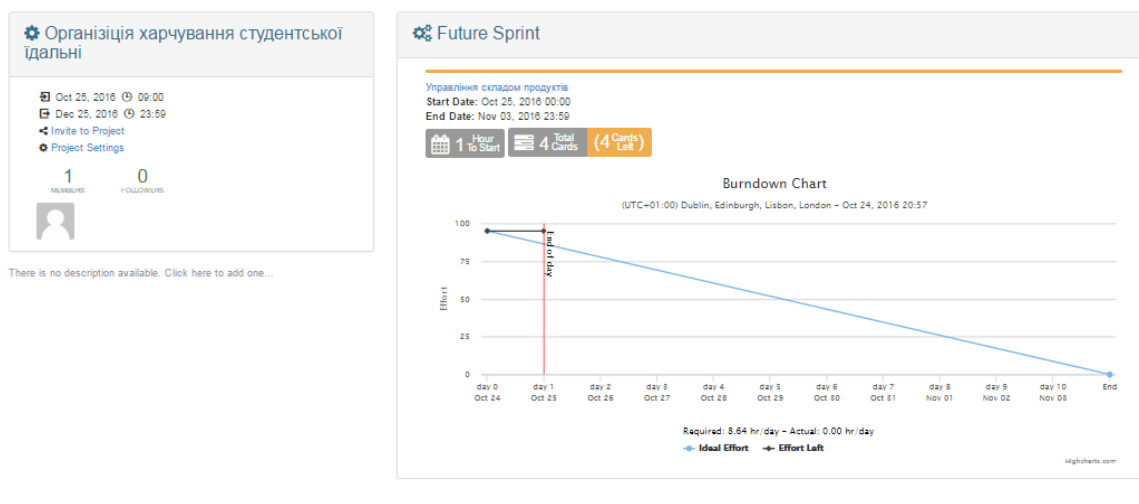 Організіція харчування студентської
їдальні
Oct 25, 2016 09:00
Dec 25, 2016 23:59
Invite to Project
Project Settings
1 0
MEMBERS FOLLOWERS
There is no description available. Click here to add one...
Future Sprint
Управління складом продуктів
Start Date: Oct 25, 2016 00:00
End Date: Nov 03, 2016 23:59
1 Hour To Start 4 Total Cards (4 Cards Left)
Burndown Chart
(UTC+01:00) Dublin, Edinburgh, Lisbon, London - Oct 24, 2016 20:57
100
75
50
25
0
Effort
End of day
day 0 day 1 day 2 day 3 day 4 day 5 day 6 day 7 day 8 day 9 day 10 End
Oct 24 Oct 25 Oct 26 Oct 27 Oct 28 Oct 29 Oct 30 Oct 31 Nov 01 Nov 02 Nov 03
Required: 8.64 hr/day - Actual: 0.00 hr/day
Ideal Effort Effort Left
Highcharts.com